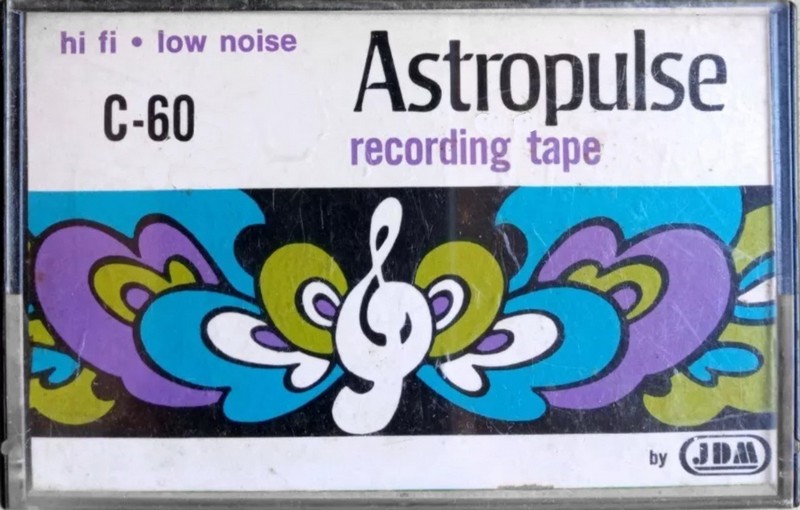 hi fi • low noise
Astropulse
C-60
recording tape
by JDM